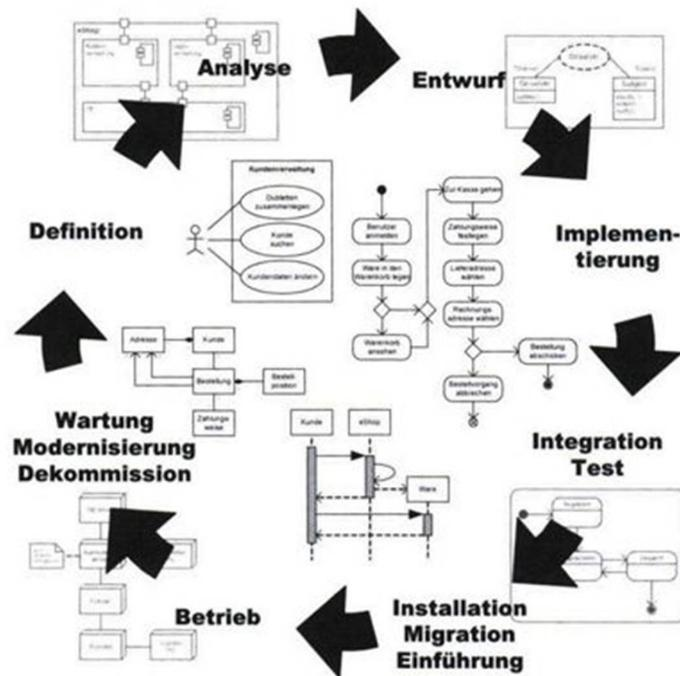 eShop
Analyse
Entwurf
Definition
Implemen-
tierung
Kundenverwaltung
Dubletten
zusammenlegen
Kunde
suchen
Kundendaten ändern
Benutzer
anmelden
Ware in den
Warenkorb legen
Warenkorb
ansehen
Zur Kasse gehen
Zahlungsweise
festlegen
Lieferadresse
wählen
Rechnungs
adresse wählen
Bestellung
abschicken
Bestellvorgang
abbrechen
Adresse
Kunde
Bestellung
Bestell
position
Zahlungs
weise
Wartung
Modernisierung
Dekommission
Kunde
eShop
Ware
Integration
Test
Betrieb
Installation
Migration
Einführung